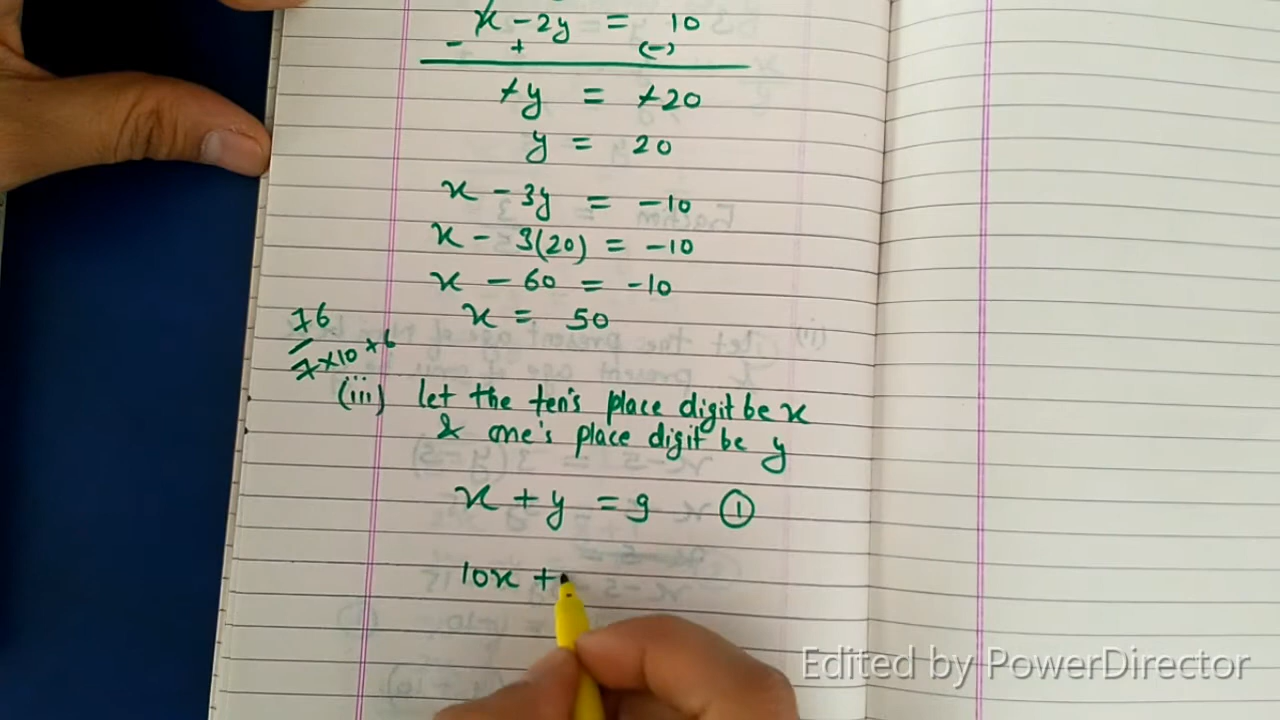 x - 2y = 10
- + (-)
+y = +20
y = 20
x - 3y = -10
x - 3(20) = -10
x - 60 = -10
x = 50
76
7×10+6
(iii) let the ten's place digit be x
& one's place digit be y
x + y = 9 ①
10x +
Edited by PowerDirector